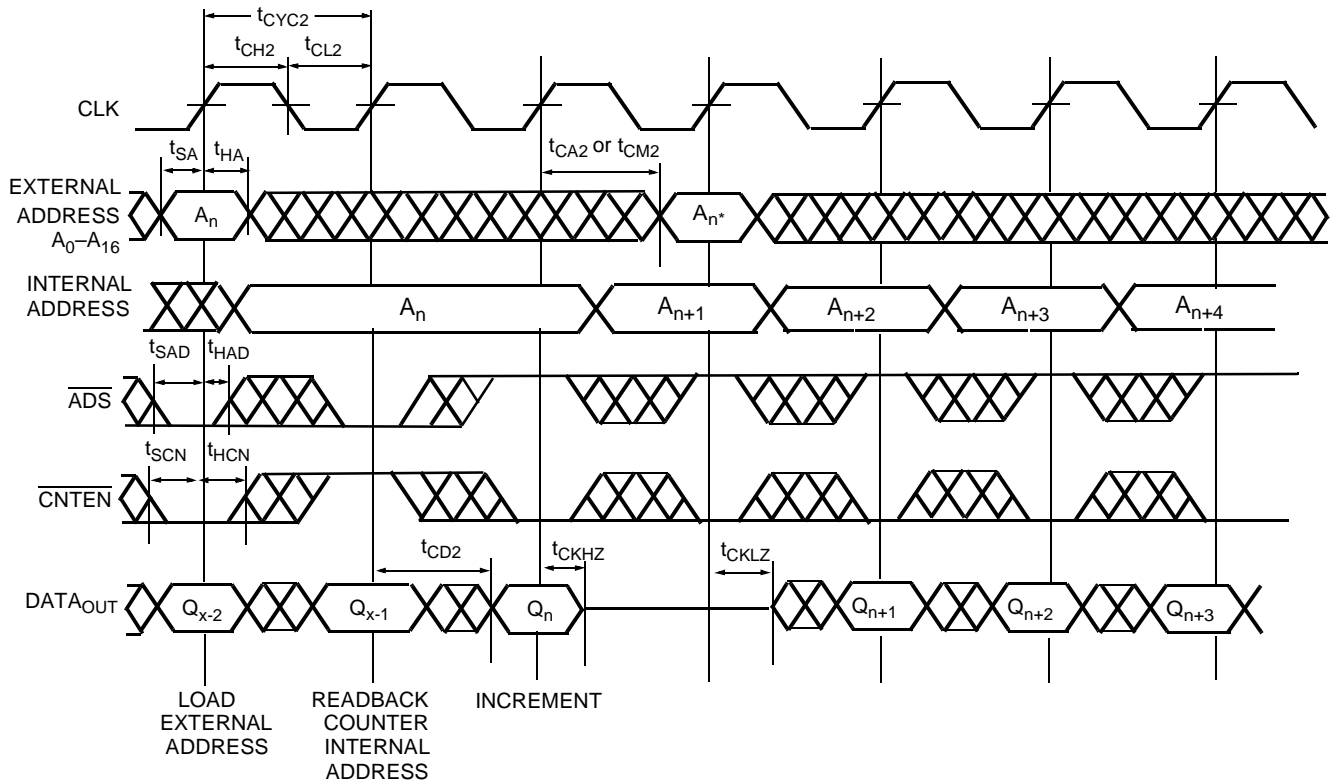 tCYC2
tCH2 tCL2
CLK
tSA tHA tCA2 or tCM2
EXTERNAL
ADDRESS
A0–A16
An An*
INTERNAL
ADDRESS
An An+1 An+2 An+3 An+4
tSAD tHAD
ADS
tSCN tHCN
CNTEN
tCD2 tCKHZ tCKLZ
DATAOUT Qx-2 Qx-1 Qn Qn+1 Qn+2 Qn+3
LOAD
EXTERNAL
ADDRESS
READBACK
COUNTER
INTERNAL
ADDRESS
INCREMENT